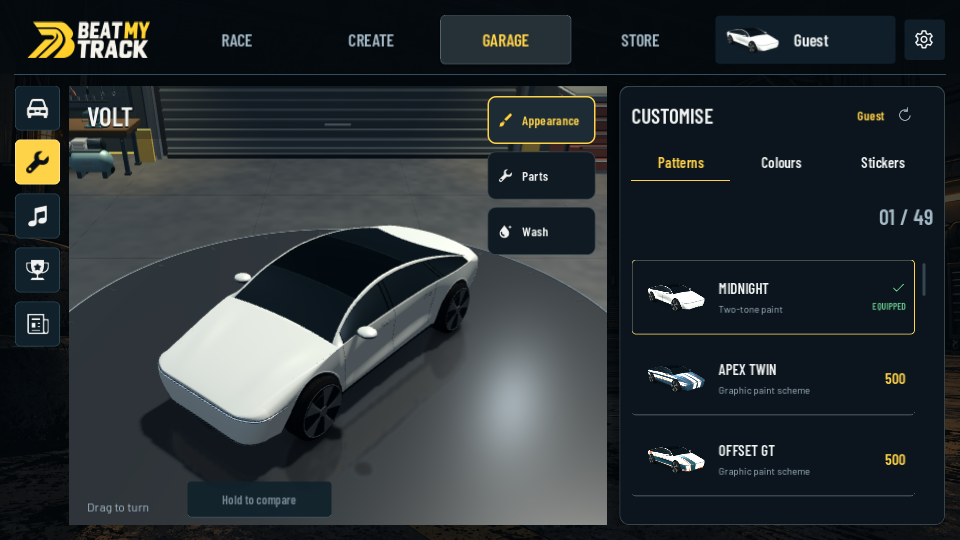 BEAT MY TRACK
RACE
CREATE
GARAGE
STORE
Guest
VOLT
Appearance
Parts
Wash
Drag to turn
Hold to compare
CUSTOMISE
Guest
Patterns
Colours
Stickers
01 / 49
MIDNIGHT
Two-tone paint
EQUIPPED
APEX TWIN
Graphic paint scheme
500
OFFSET GT
Graphic paint scheme
500